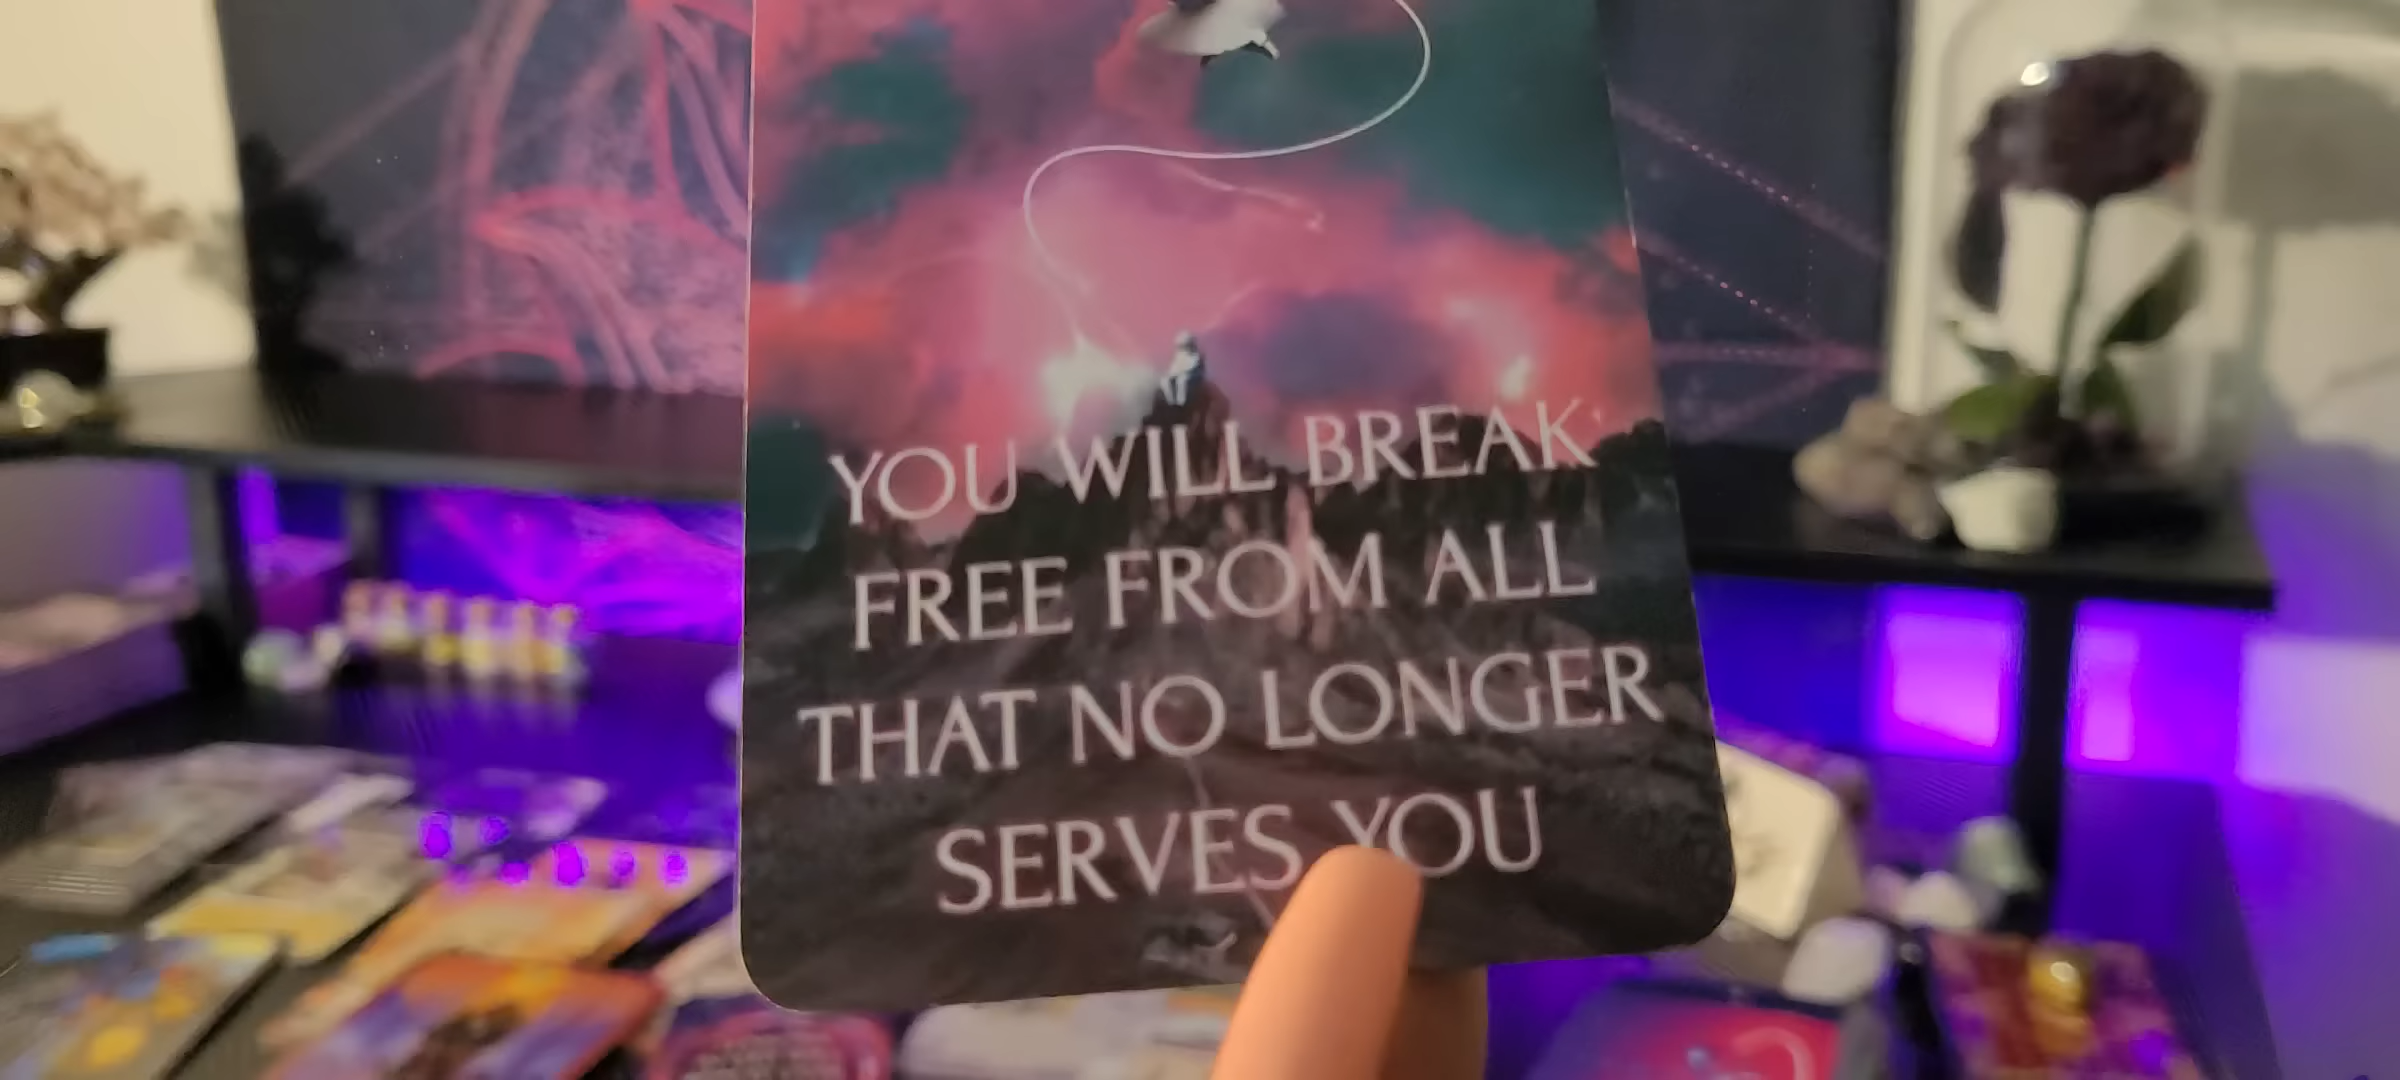 YOU WILL BREAK
FREE FROM ALL
THAT NO LONGER
SERVES YOU